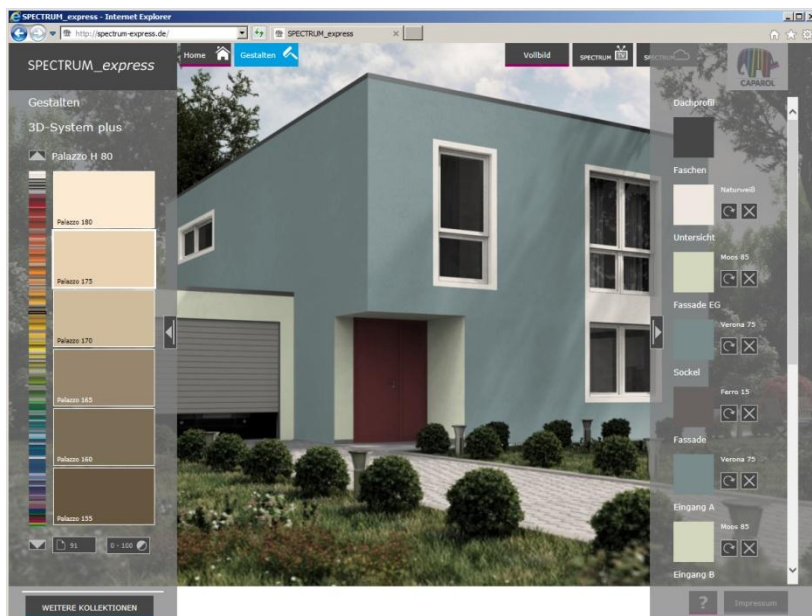 SPECTRUM_express - Internet Explorer
http://spectrum-express.de/
SPECTRUM_express
SPECTRUM_express
Home
Gestalten
Vollbild
SPECTRUM TV
SPECTRUM
CAPAROL
Gestalten
3D-System plus
Palazzo H 80
Palazzo 180
Palazzo 175
Palazzo 170
Palazzo 165
Palazzo 160
Palazzo 155
91
0 - 100
WEITERE KOLLEKTIONEN
Dachprofil
Faschen
Naturweiß
Untersicht
Moos 85
Fassade EG
Verona 75
Sockel
Ferro 15
Fassade
Verona 75
Eingang A
Moos 85
Eingang B
?
Impressum